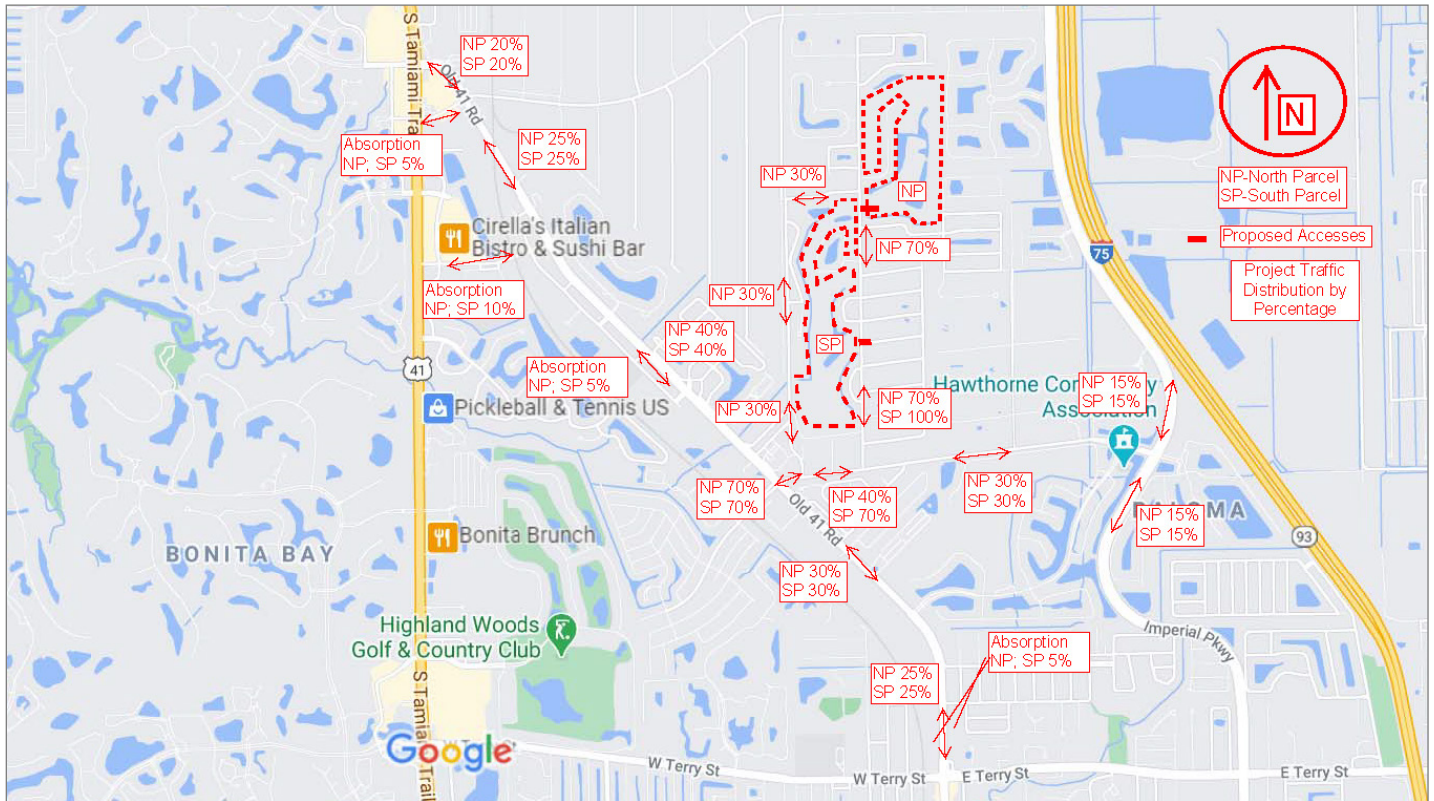 S Tamiami Trail
NP 20%
SP 20%
Old 41 Rd
Absorption
NP; SP 5%
NP 25%
SP 25%
N
NP-North Parcel
SP-South Parcel
Proposed Accesses
Project Traffic
Distribution by
Percentage
NP 30%
NP
NP 70%
75
Cirella's Italian
Bistro & Sushi Bar
Absorption
NP; SP 10%
NP 30%
SP
NP 40%
SP 40%
Absorption
NP; SP 5%
41
Pickleball & Tennis US
NP 30%
NP 70%
SP 100%
NP 15%
SP 15%
NP 70%
SP 70%
NP 40%
SP 70%
NP 30%
SP 30%
Old 41 Rd
NP 15%
SP 15%
93
BONITA BAY
Bonita Brunch
NP 30%
SP 30%
Highland Woods
Golf & Country Club
Imperial Pkwy
Absorption
NP; SP 5%
NP 25%
SP 25%
S Tamiami Trail
Google
W Terry St
W Terry St
E Terry St
E Terry St